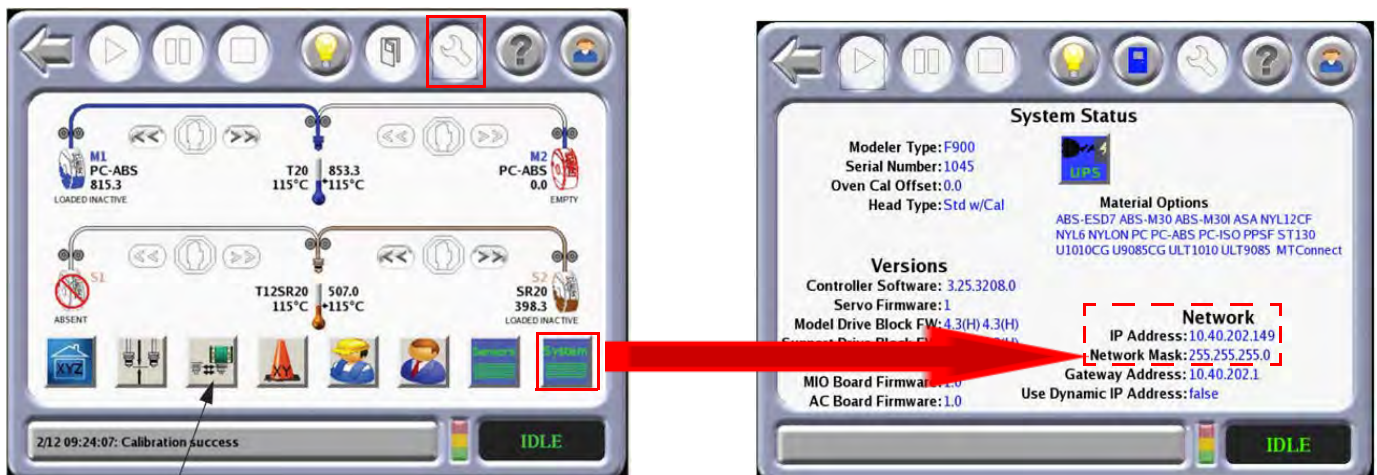 M1
PC-ABS
815.3
LOADED INACTIVE
T20 853.3
115°C 115°C
M2
PC-ABS
0.0
EMPTY
S1
ABSENT
T12SR20 507.0
115°C 115°C
S2
SR20
398.3
LOADED INACTIVE
XYZ
XY
Sensors
System
2/12 09:24:07: Calibration success
IDLE
System Status
Modeler Type: F900
Serial Number: 1045
Oven Cal Offset: 0.0
Head Type: Std w/Cal
UPS
Material Options
ABS-ESD7 ABS-M30 ABS-M30I ASA NYL12CF
NYL6 NYLON PC PC-ABS PC-ISO PPSF ST130
U1010CG U9085CG ULT1010 ULT9085 MTConnect
Versions
Controller Software: 3.25.3208.0
Servo Firmware: 1
Model Drive Block FW: 4.3(H) 4.3(H)
MIO Board Firmware: 1.0
AC Board Firmware: 1.0
Network
IP Address: 10.40.202.149
Network Mask: 255.255.255.0
Gateway Address: 10.40.202.1
Use Dynamic IP Address: false
IDLE